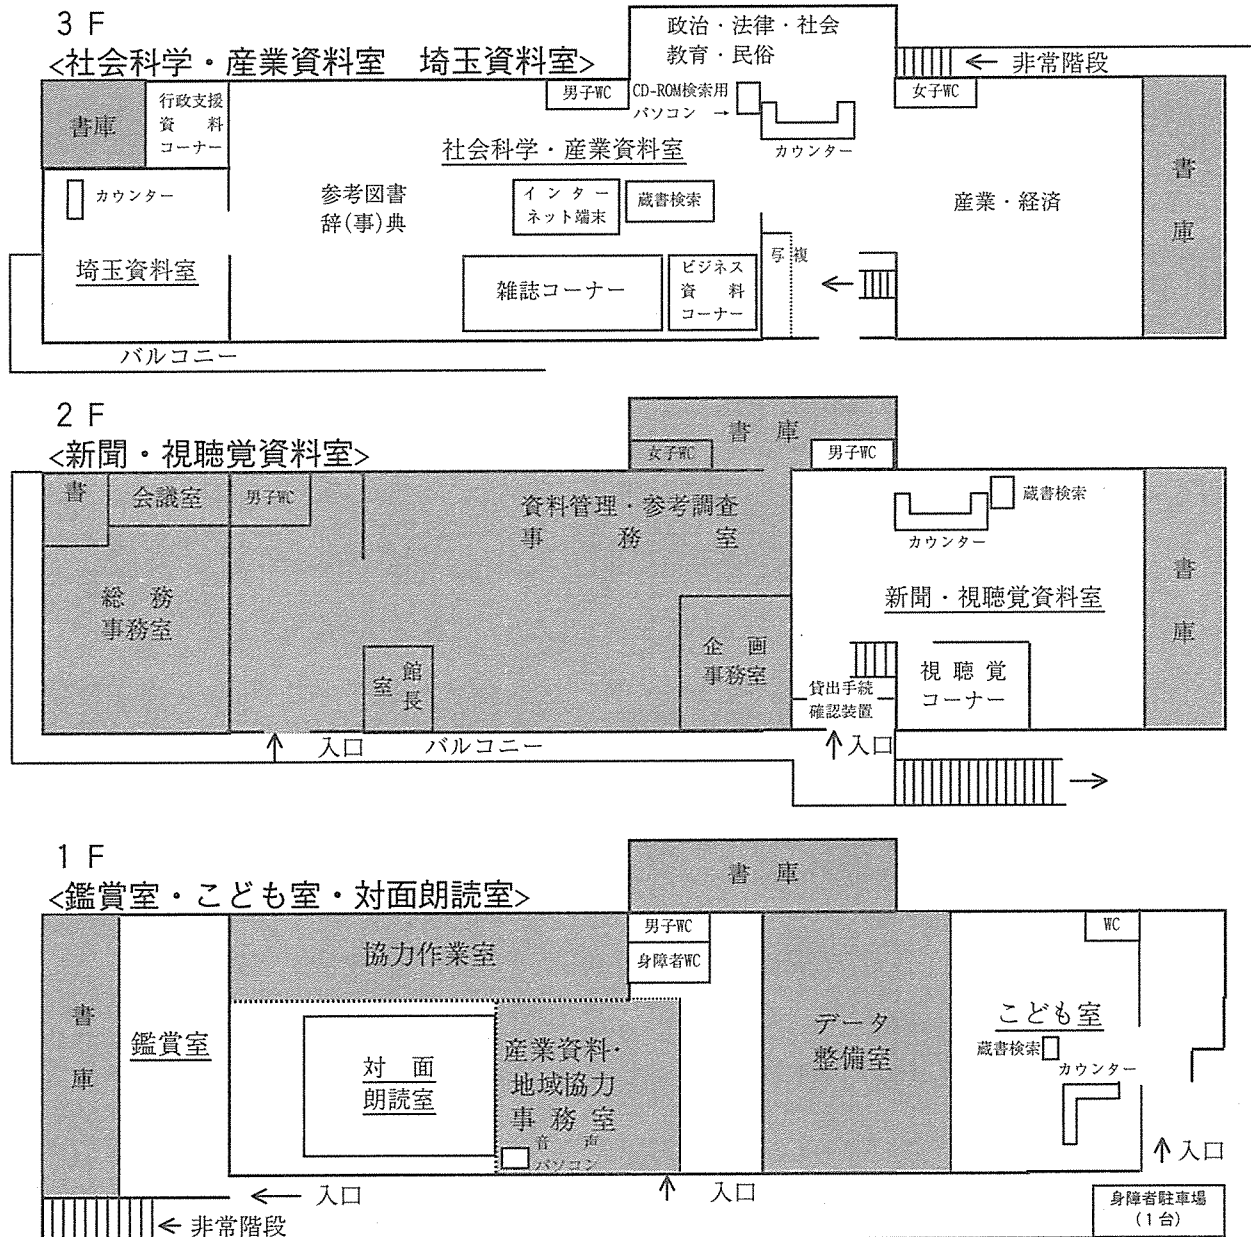 3F
<社会科学・産業資料室　埼玉資料室>
政治・法律・社会
教育・民俗
← 非常階段
書庫
行政支援
資　料
コーナー
男子WC
CD-ROM検索用
パソコン →
女子WC
カウンター
社会科学・産業資料室
カウンター
参考図書
辞(事)典
インター
ネット端末
蔵書検索
産業・経済
書
庫
埼玉資料室
雑誌コーナー
ビジネス
資　料
コーナー
複
写
←
バルコニー
2F
<新聞・視聴覚資料室>
書　庫
女子WC
男子WC
書
会議室
男子WC
資料管理・参考調査
事　務　室
蔵書検索
カウンター
総　務
事務室
新聞・視聴覚資料室
書
庫
館長
室
企　画
事務室
貸出手続
確認装置
視聴覚
コーナー
↑ 入口
バルコニー
↑ 入口
→
1F
<鑑賞室・こども室・対面朗読室>
書　庫
協力作業室
男子WC
身障者WC
WC
書
庫
鑑賞室
対　面
朗読室
産業資料・
地域協力
事務室
音　声
パソコン
データ
整備室
こども室
蔵書検索
カウンター
← 入口
↑ 入口
↑ 入口
← 非常階段
身障者駐車場
(1台)